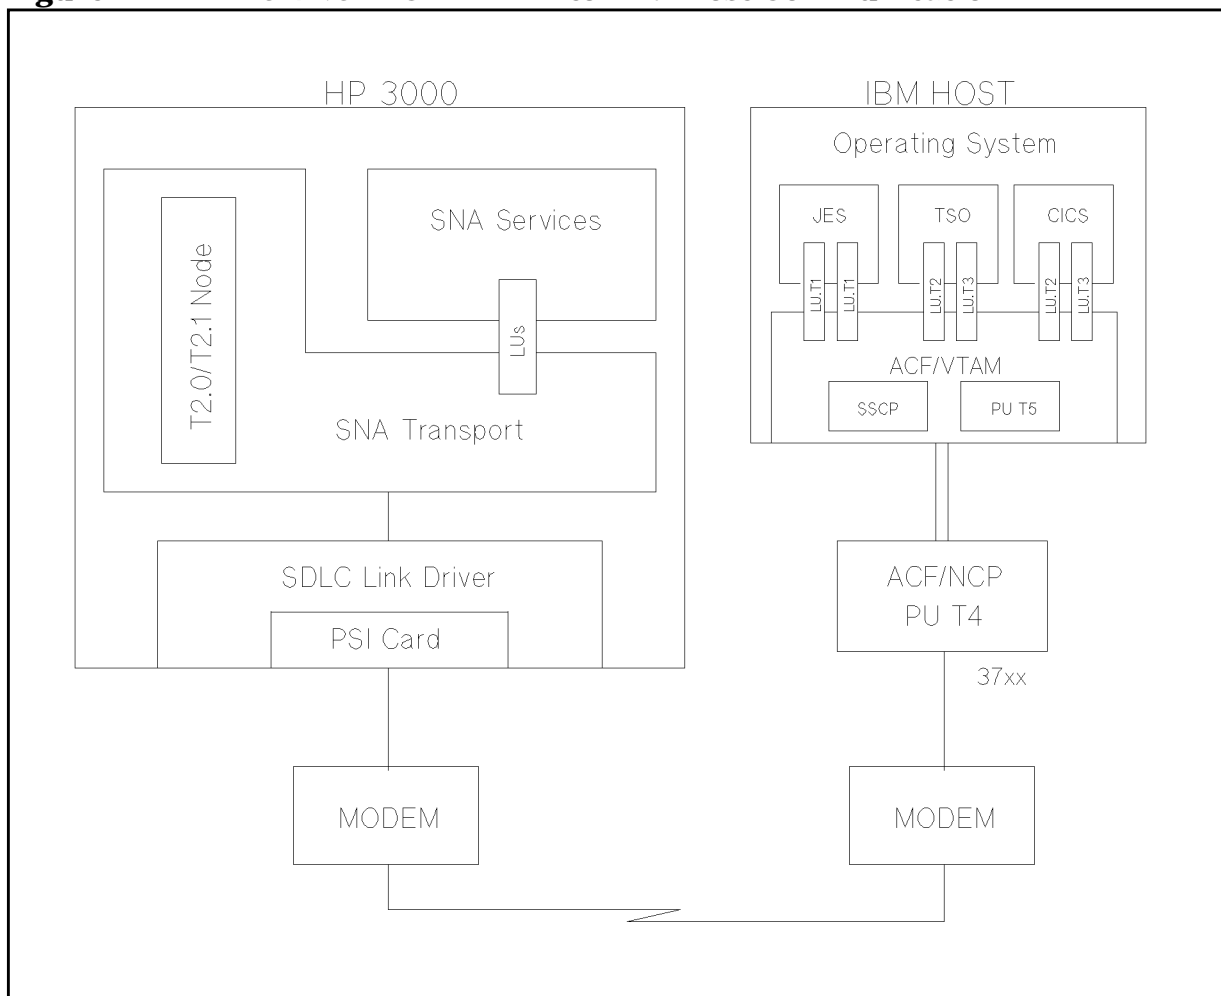 HP 3000
IBM HOST
Operating System
SNA Services
JES
TSO
CICS
T2.0/T2.1 Node
LUs
LU.T1
LU.T1
LU.T2
LU.T3
LU.T2
LU.T3
ACF/VTAM
SSCP
PU T5
SNA Transport
SDLC Link Driver
PSI Card
ACF/NCP
PU T4
37xx
MODEM
MODEM